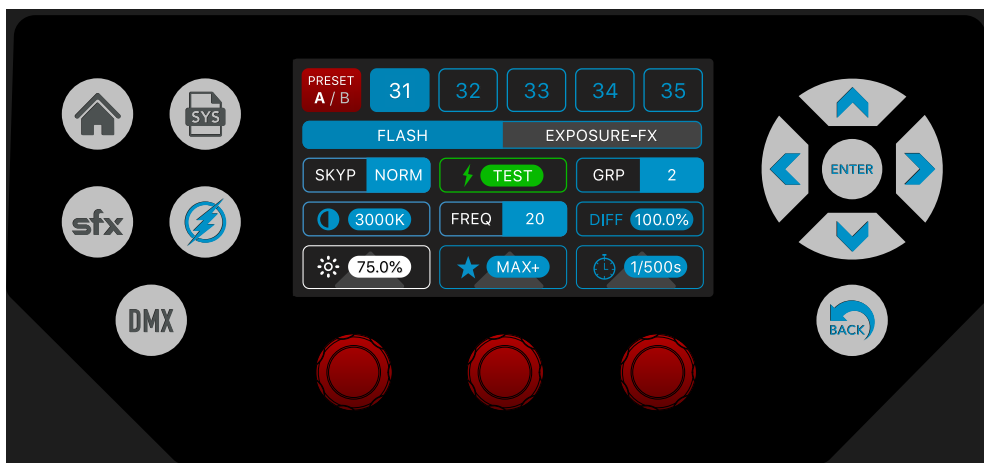 SYS
sfx
DMX
PRESET
A / B
31
32
33
34
35
FLASH
EXPOSURE-FX
SKYP
NORM
TEST
GRP
2
3000K
FREQ
20
DIFF
100.0%
75.0%
MAX+
1/500s
ENTER
BACK